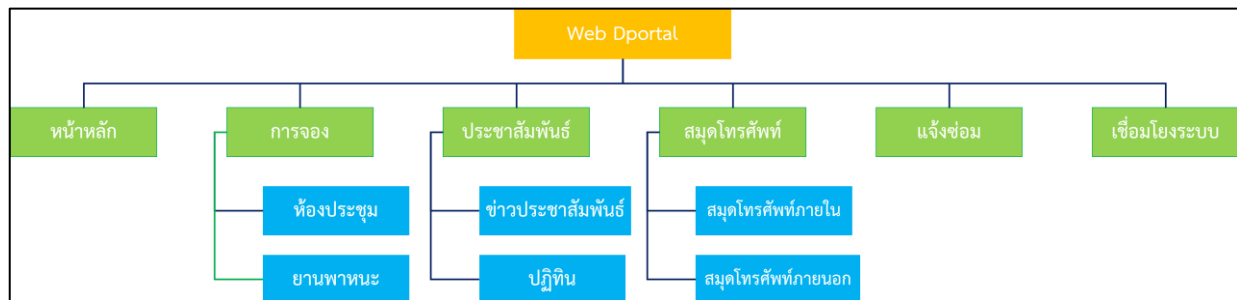 Web Dportal
หน้าหลัก
การจอง
ประชาสัมพันธ์
สมุดโทรศัพท์
แจ้งซ่อม
เชื่อมโยงระบบ
ห้องประชุม
ข่าวประชาสัมพันธ์
สมุดโทรศัพท์ภายใน
ยานพาหนะ
ปฏิทิน
สมุดโทรศัพท์ภายนอก